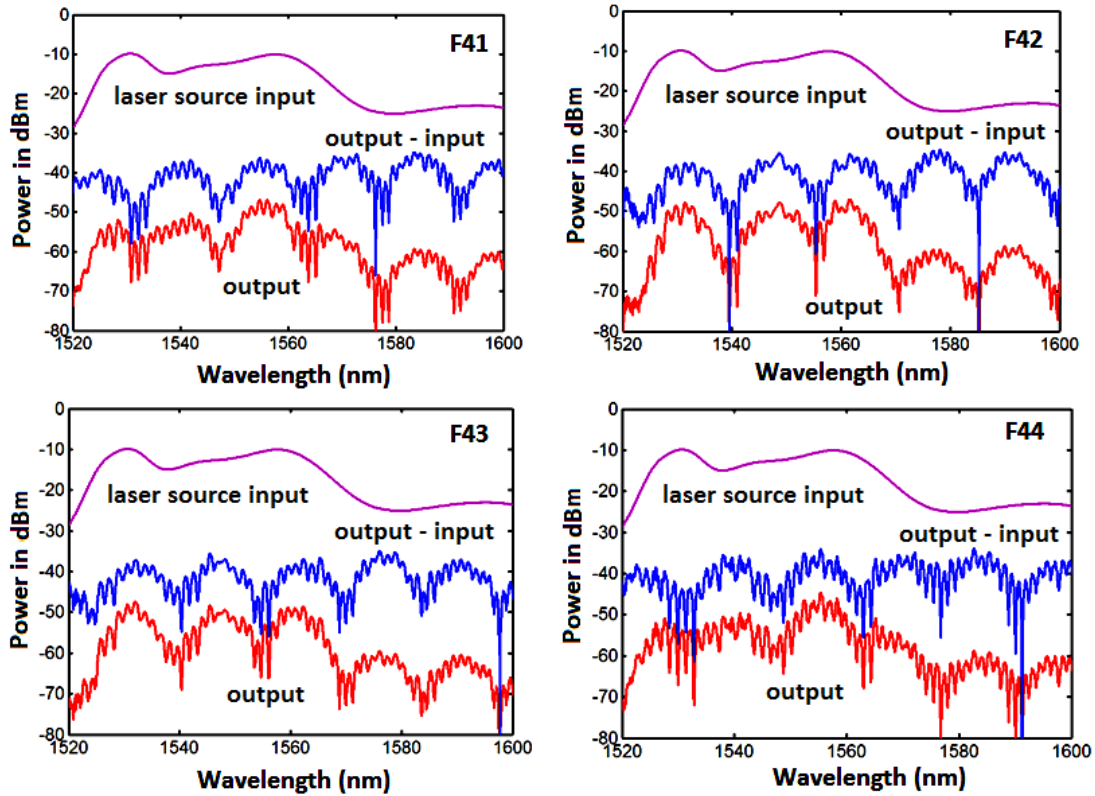 F41
laser source input
output - input
output
Power in dBm
0
-10
-20
-30
-40
-50
-60
-70
-80
1520
1540
1560
1580
1600
Wavelength (nm)
F42
laser source input
output - input
output
Power in dBm
0
-10
-20
-30
-40
-50
-60
-70
-80
1520
1540
1560
1580
1600
Wavelength (nm)
F43
laser source input
output - input
output
Power in dBm
0
-10
-20
-30
-40
-50
-60
-70
-80
1520
1540
1560
1580
1600
Wavelength (nm)
F44
laser source input
output - input
output
Power in dBm
0
-10
-20
-30
-40
-50
-60
-70
-80
1520
1540
1560
1580
1600
Wavelength (nm)